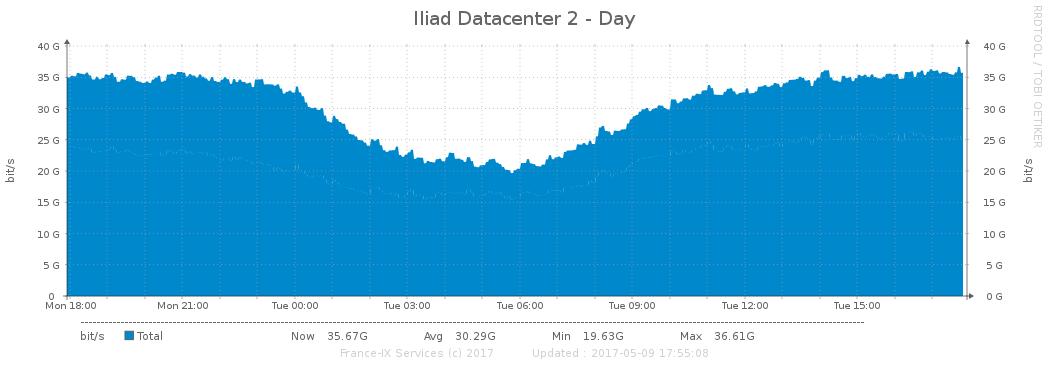 Iliad Datacenter 2 - Day
RRDTOOL / TOBI OETIKER
40 G 40 G
35 G 35 G
30 G 30 G
25 G 25 G
20 G 20 G
15 G 15 G
10 G 10 G
5 G 5 G
0 0 G
bit/s bit/s
Mon 18:00 Mon 21:00 Tue 00:00 Tue 03:00 Tue 06:00 Tue 09:00 Tue 12:00 Tue 15:00
bit/s Total Now 35.67G Avg 30.29G Min 19.63G Max 36.61G
France-IX Services (c) 2017 Updated : 2017-05-09 17:55:08